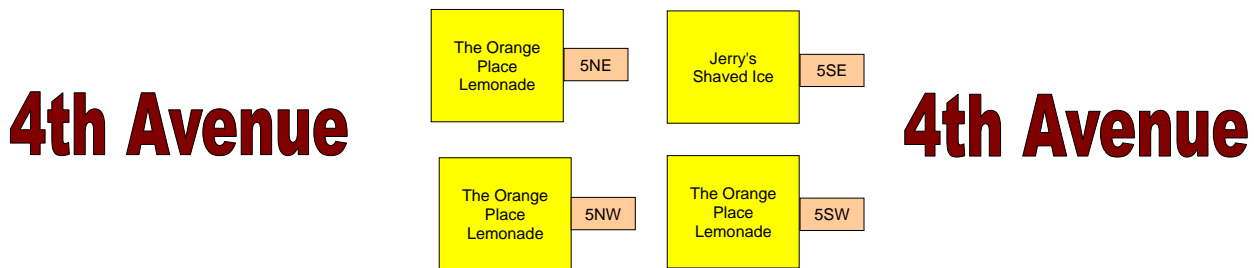 The Orange
Place
Lemonade
5NE
Jerry's
Shaved Ice
5SE
4th Avenue
4th Avenue
The Orange
Place
Lemonade
5NW
The Orange
Place
Lemonade
5SW